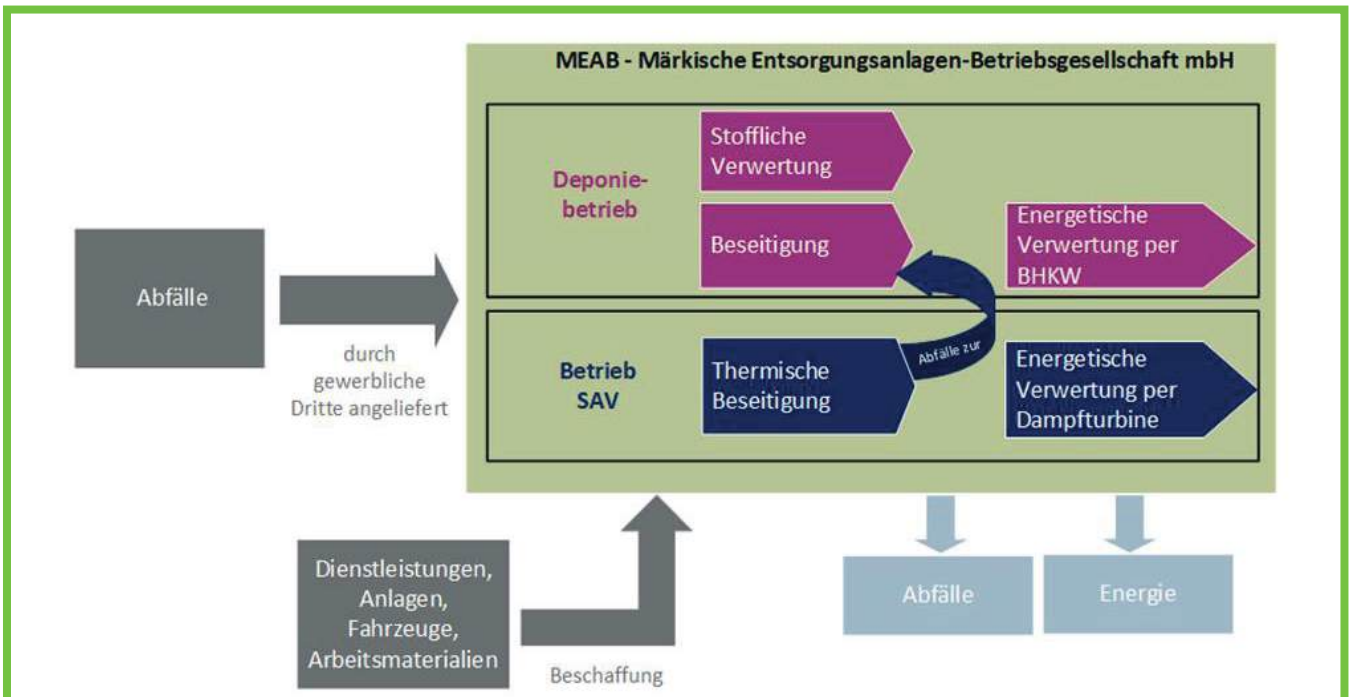 MEAB - Märkische Entsorgungsanlagen-Betriebsgesellschaft mbH
Stoffliche
Verwertung
Deponie-
betrieb
Beseitigung
Energetische
Verwertung per
BHKW
Abfälle
durch
gewerbliche
Dritte angeliefert
Betrieb
SAV
Thermische
Beseitigung
Abfälle zur
Energetische
Verwertung per
Dampfturbine
Dienstleistungen,
Anlagen,
Fahrzeuge,
Arbeitsmaterialien
Beschaffung
Abfälle
Energie